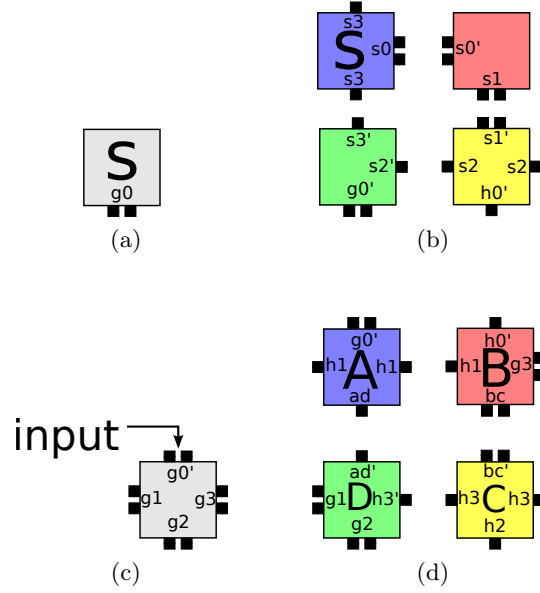 s3
S s0 s0'
s3 s1
S
g0
s3' s1'
s2' s2 s2
g0' h0'
(a) (b)
g0' h0'
h1 A h1 h1 B g3
ad bc
input
g0'
g1 g3
g2
ad' bc'
g1 D h3' h3 C h3
g2 h2
(c) (d)